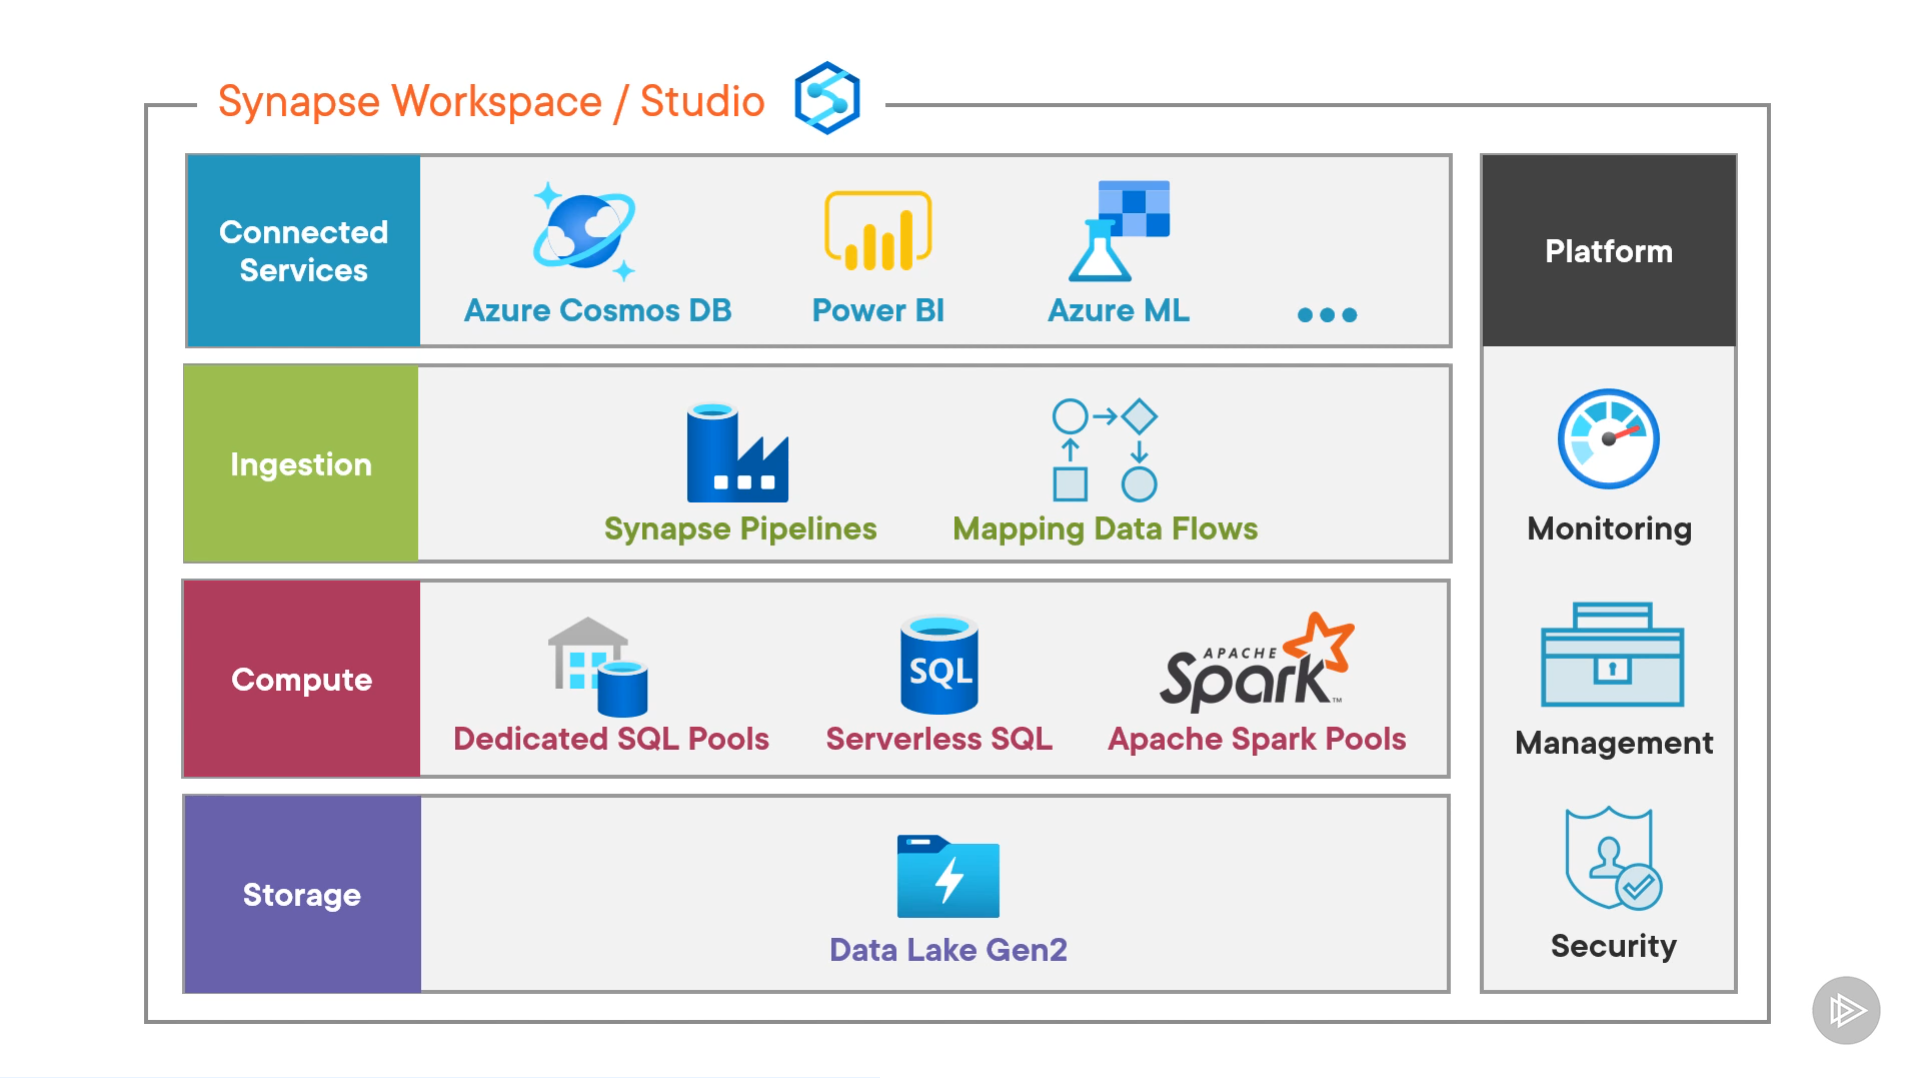 Synapse Workspace / Studio
Connected
Services
Azure Cosmos DB
Power BI
Azure ML
Platform
Ingestion
Synapse Pipelines
Mapping Data Flows
Monitoring
Compute
Dedicated SQL Pools
SQL
Serverless SQL
APACHE
Spark™
Apache Spark Pools
Management
Storage
Data Lake Gen2
Security